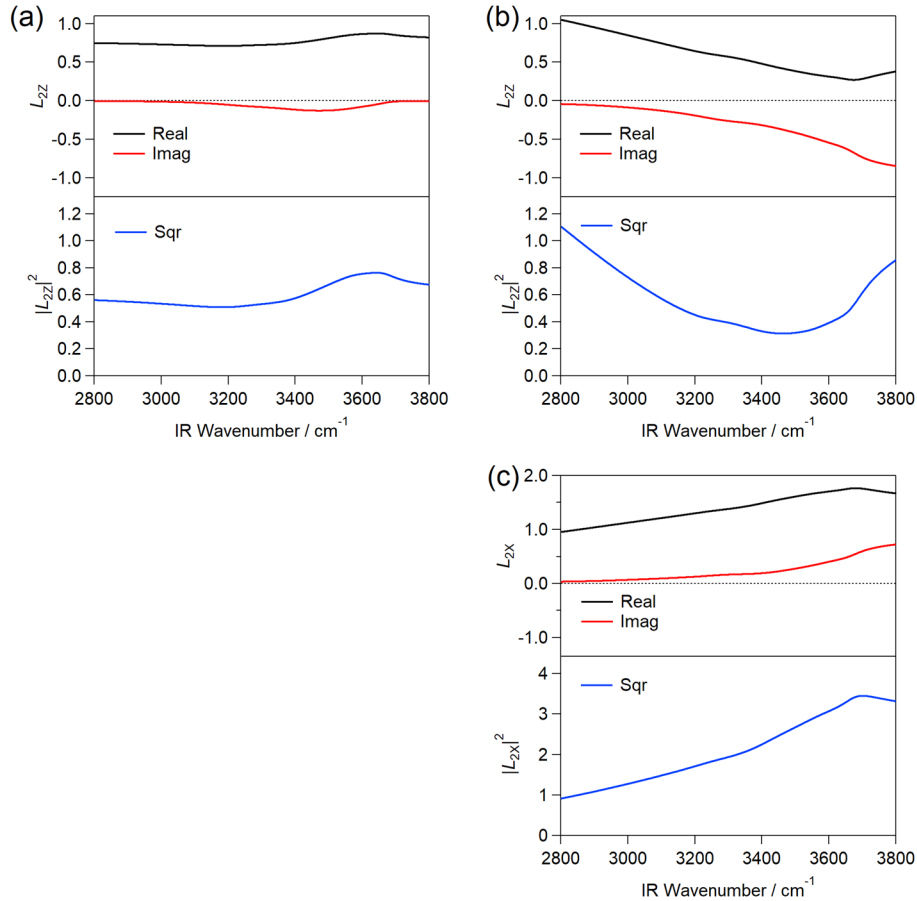 (a)
1.0
0.5
0.0
-0.5
-1.0
L2Z
Real
Imag
1.2
1.0
0.8
0.6
0.4
0.2
0.0
|L2Z|²
Sqr
2800 3000 3200 3400 3600 3800
IR Wavenumber / cm⁻¹
(b)
1.0
0.5
0.0
-0.5
-1.0
L2Z
Real
Imag
1.2
1.0
0.8
0.6
0.4
0.2
0.0
|L2Z|²
Sqr
2800 3000 3200 3400 3600 3800
IR Wavenumber / cm⁻¹
(c)
2.0
1.0
0.0
-1.0
L2X
Real
Imag
4
3
2
1
0
|L2X|²
Sqr
2800 3000 3200 3400 3600 3800
IR Wavenumber / cm⁻¹